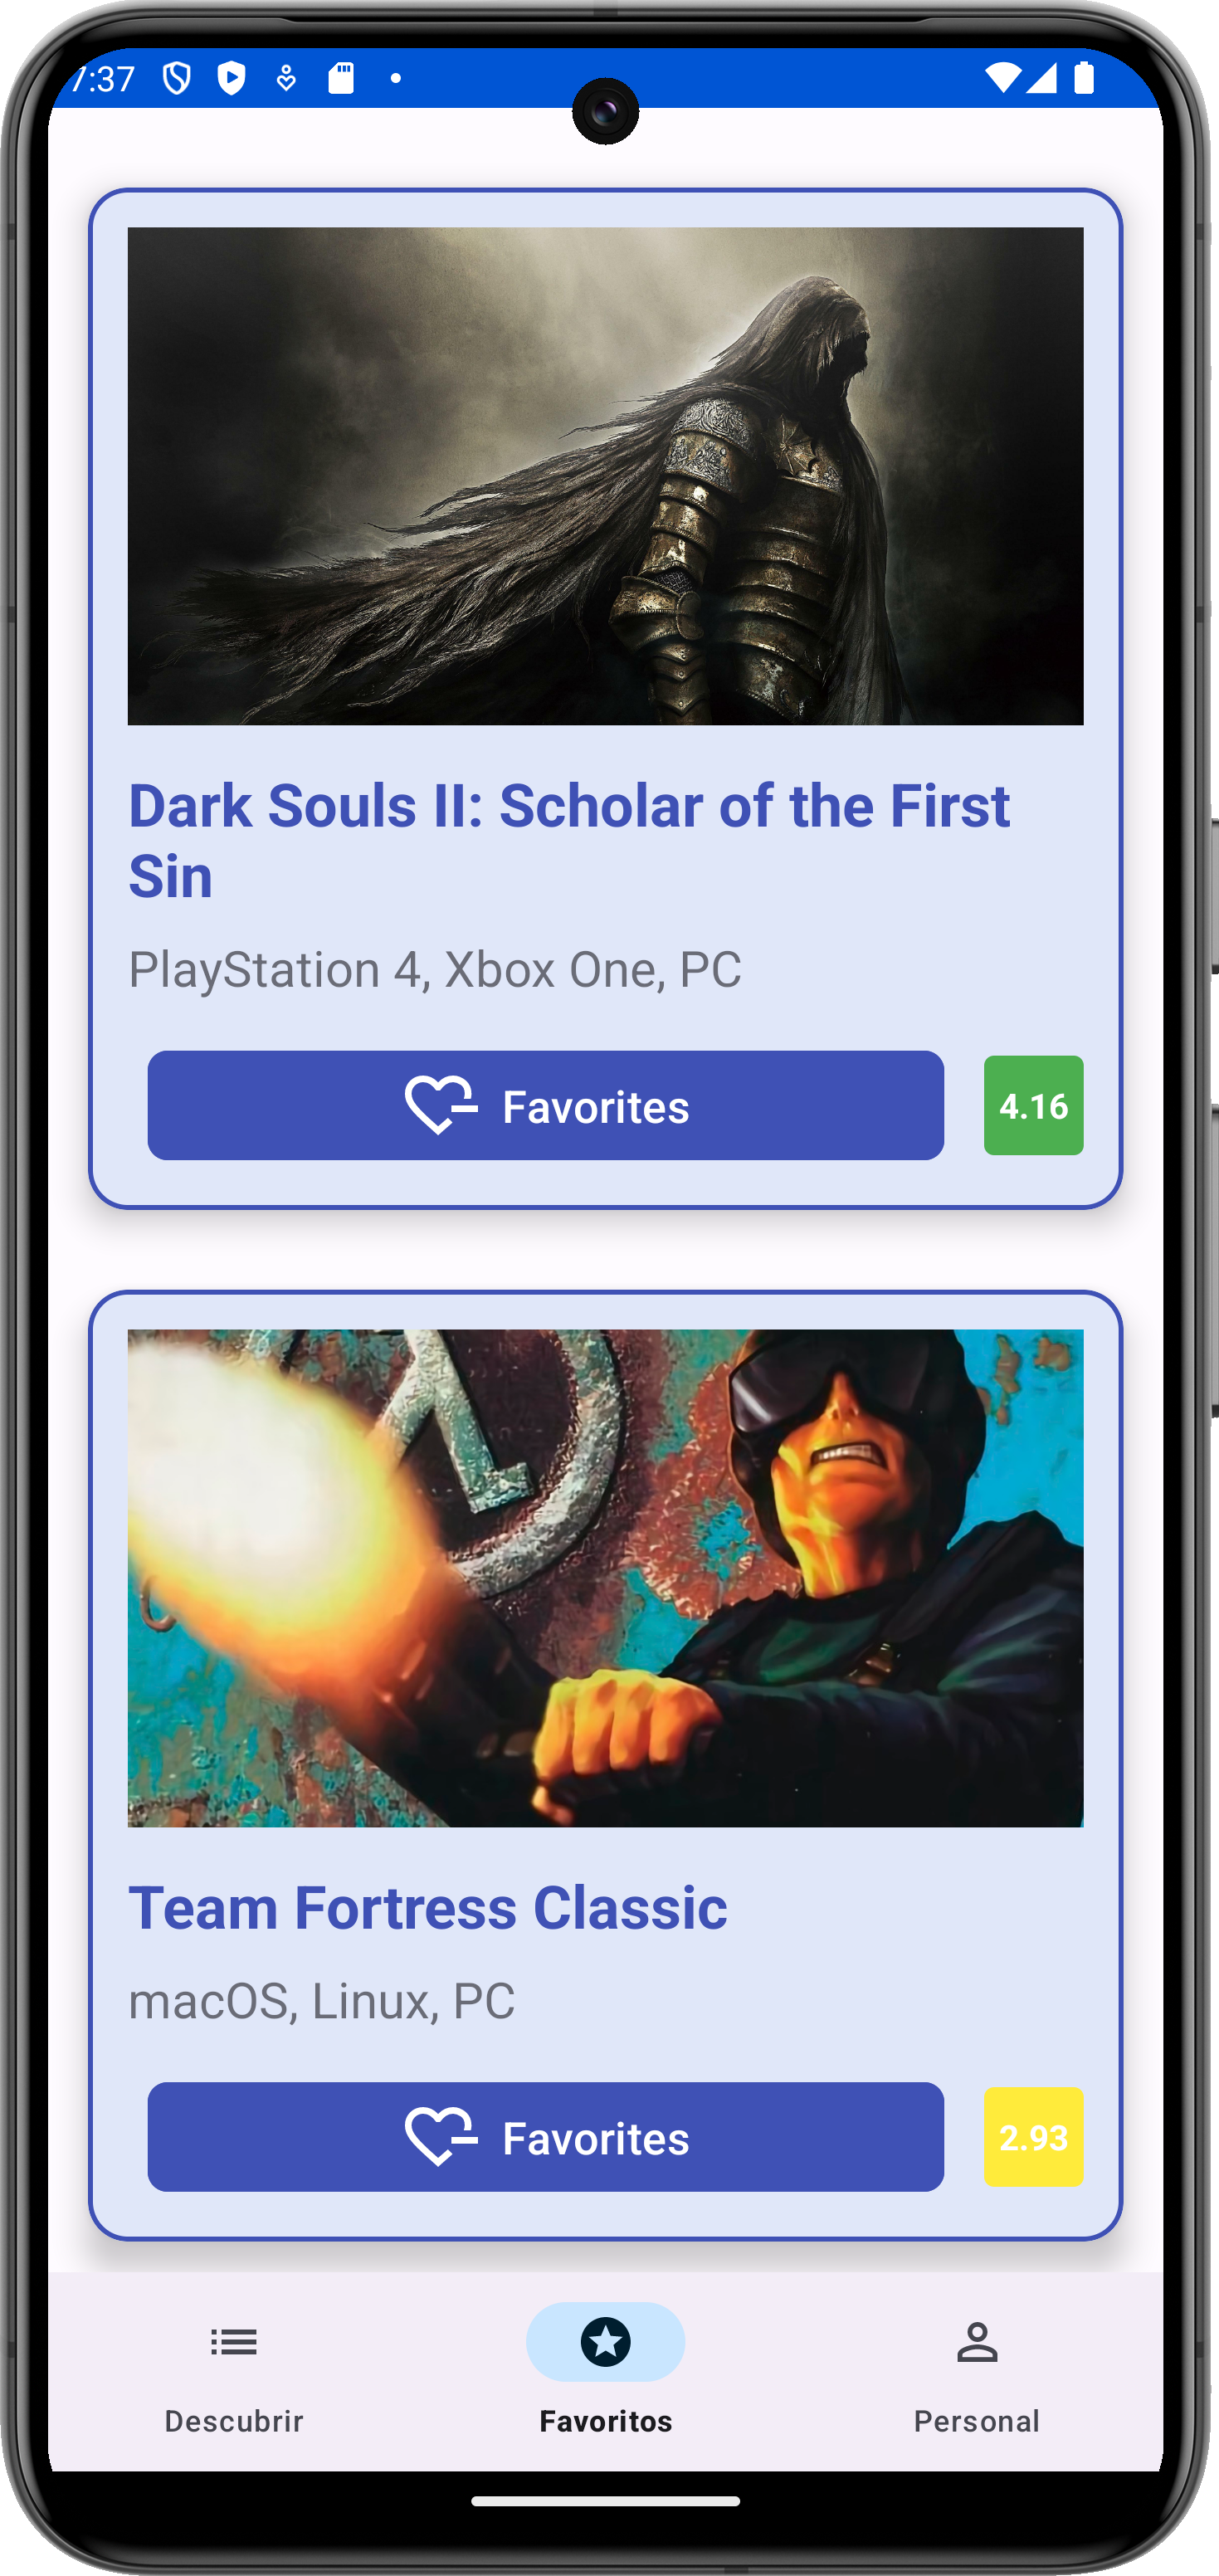 7:37
Dark Souls II: Scholar of the First
Sin
PlayStation 4, Xbox One, PC
Favorites
4.16
Team Fortress Classic
macOS, Linux, PC
Favorites
2.93
Descubrir
Favoritos
Personal